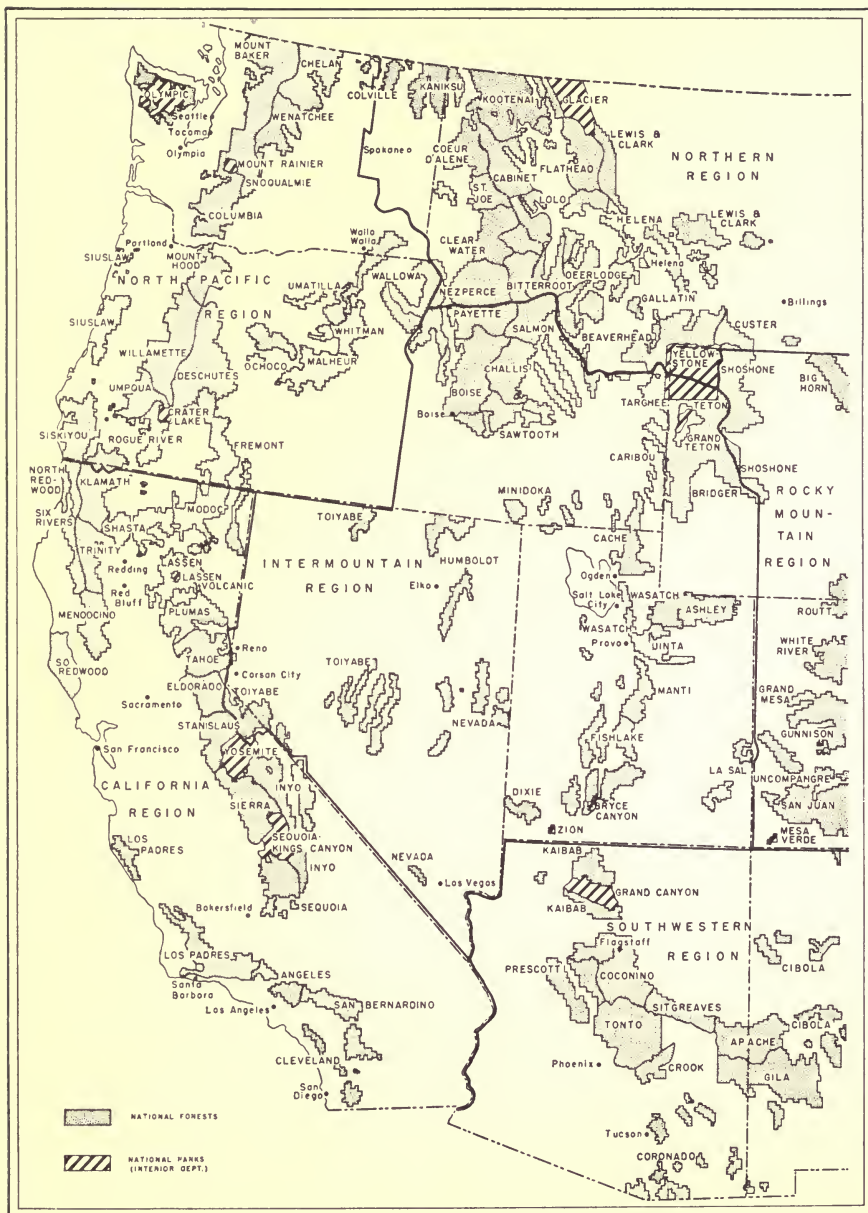 MOUNT
BAKER
CHELAN
OLYMPIC
Seattle
Tacoma
Olympia
WENATCHEE
MOUNT RAINIER
SNOQUALMIE
COLUMBIA
COLVILLE
KANIKSU
KOOTENAI
GLACIER
Spokane
COEUR
D'ALENE
ST.
JOE
CABINET
FLATHEAD
LEWIS &
CLARK
NORTHERN
REGION
LOLO
HELENA
LEWIS &
CLARK
Helena
CLEAR-
WATER
NEZPERCE
BITTERROOT
DEERLODGE
GALLATIN
Billings
BEAVERHEAD
CUSTER
Portland
MOUNT
HOOD
SIUSLAW
NORTH PACIFIC
REGION
Walla
Walla
UMATILLA
WALLOWA
WHITMAN
MALHEUR
OCHOCO
SIUSLAW
WILLAMETTE
DESCHUTES
UMPQUA
CRATER
LAKE
ROGUE RIVER
SISKIYOU
FREMONT
PAYETTE
SALMON
CHALLIS
BOISE
Boise
SAWTOOTH
YELLOW-
STONE
SHOSHONE
BIG
HORN
TARGHEE
TETON
GRAND
TETON
CARIBOU
SHOSHONE
BRIDGER
ROCKY
MOUN-
TAIN
REGION
NORTH
RED-
WOOD
KLAMATH
SIX
RIVERS
MODOC
SHASTA
TRINITY
Redding
LASSEN
LASSEN
VOLCANIC
Red
Bluff
PLUMAS
MENDOCINO
TAHOE
SO.
REDWOOD
ELDORADO
Reno
Carson City
TOIYABE
Sacramento
STANISLAUS
San Francisco
YOSEMITE
CALIFORNIA
REGION
INYO
SIERRA
SEQUOIA-
KINGS CANYON
INYO
LOS
PADRES
Bakersfield
SEQUOIA
LOS PADRES
Santa
Barbara
ANGELES
Los Angeles
SAN BERNARDINO
CLEVELAND
San
Diego
TOIYABE
HUMBOLDT
INTERMOUNTAIN
REGION
Elko
TOIYABE
NEVADA
NEVADA
Las Vegas
MINIDOKA
CACHE
Ogden
Salt Lake
City
WASATCH
ASHLEY
WASATCH
Provo
UINTA
MANTI
FISHLAKE
DIXIE
BRYCE
CANYON
ZION
LA SAL
ROUTT
WHITE
RIVER
GRAND
MESA
GUNNISON
UNCOMPAHGRE
SAN JUAN
MESA
VERDE
KAIBAB
GRAND CANYON
KAIBAB
SOUTHWESTERN
REGION
Flagstaff
PRESCOTT
COCONINO
CIBOLA
SITGREAVES
TONTO
CIBOLA
APACHE
Phoenix
CROOK
GILA
Tucson
CORONADO
NATIONAL FORESTS
NATIONAL PARKS
(INTERIOR DEPT.)